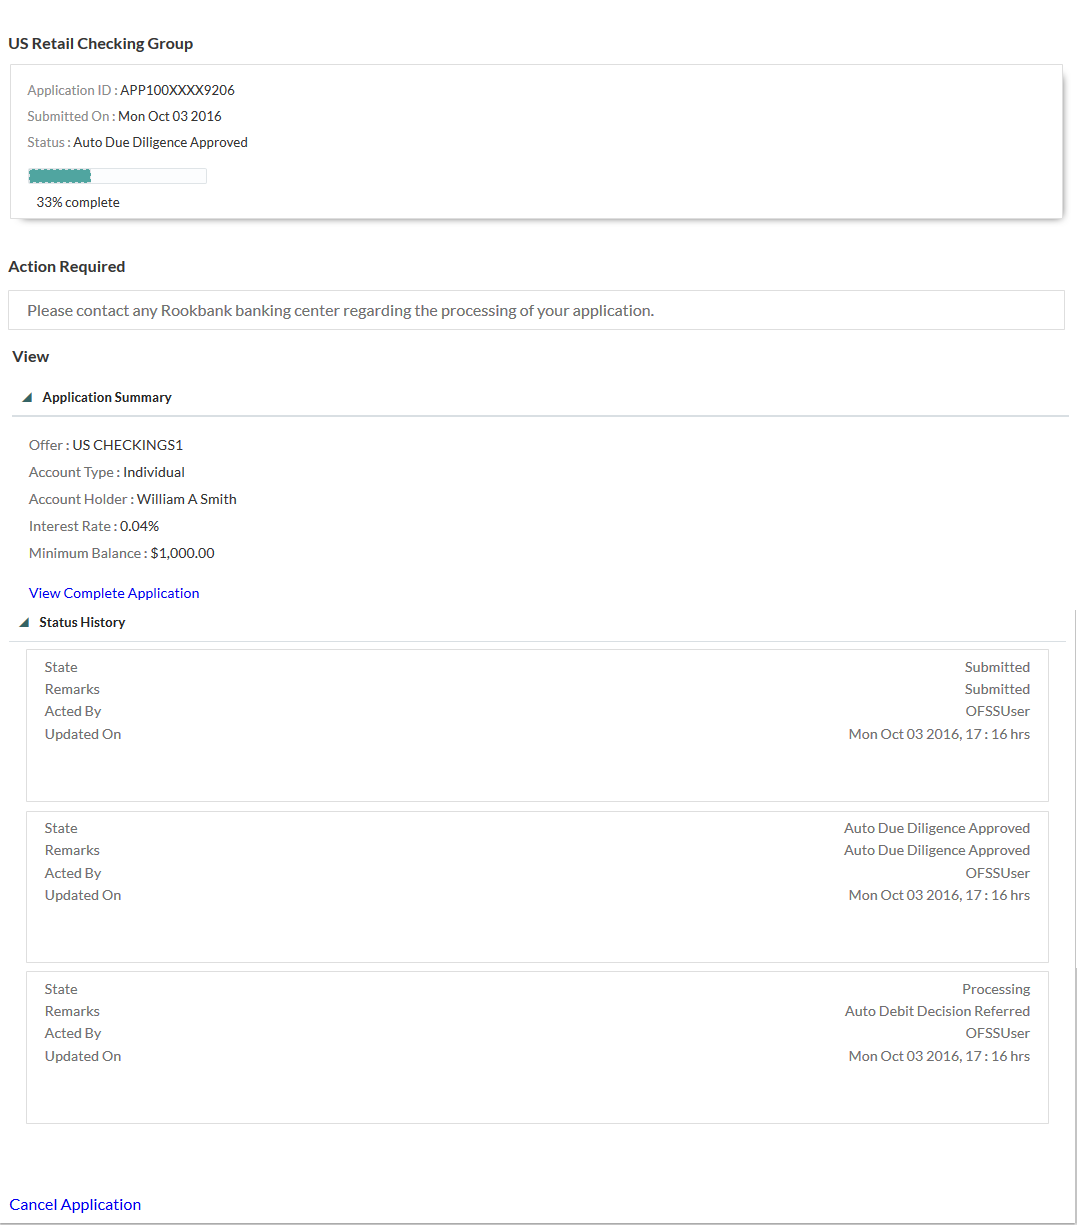 US Retail Checking Group
Application ID : APP100XXXX9206
Submitted On : Mon Oct 03 2016
Status : Auto Due Diligence Approved
33% complete
Action Required
Please contact any Rookbank banking center regarding the processing of your application.
View
Application Summary
Offer : US CHECKINGS1
Account Type : Individual
Account Holder : William A Smith
Interest Rate : 0.04%
Minimum Balance : $1,000.00
View Complete Application
Status History
State Submitted
Remarks Submitted
Acted By OFSSUser
Updated On Mon Oct 03 2016, 17 : 16 hrs
State Auto Due Diligence Approved
Remarks Auto Due Diligence Approved
Acted By OFSSUser
Updated On Mon Oct 03 2016, 17 : 16 hrs
State Processing
Remarks Auto Debit Decision Referred
Acted By OFSSUser
Updated On Mon Oct 03 2016, 17 : 16 hrs
Cancel Application